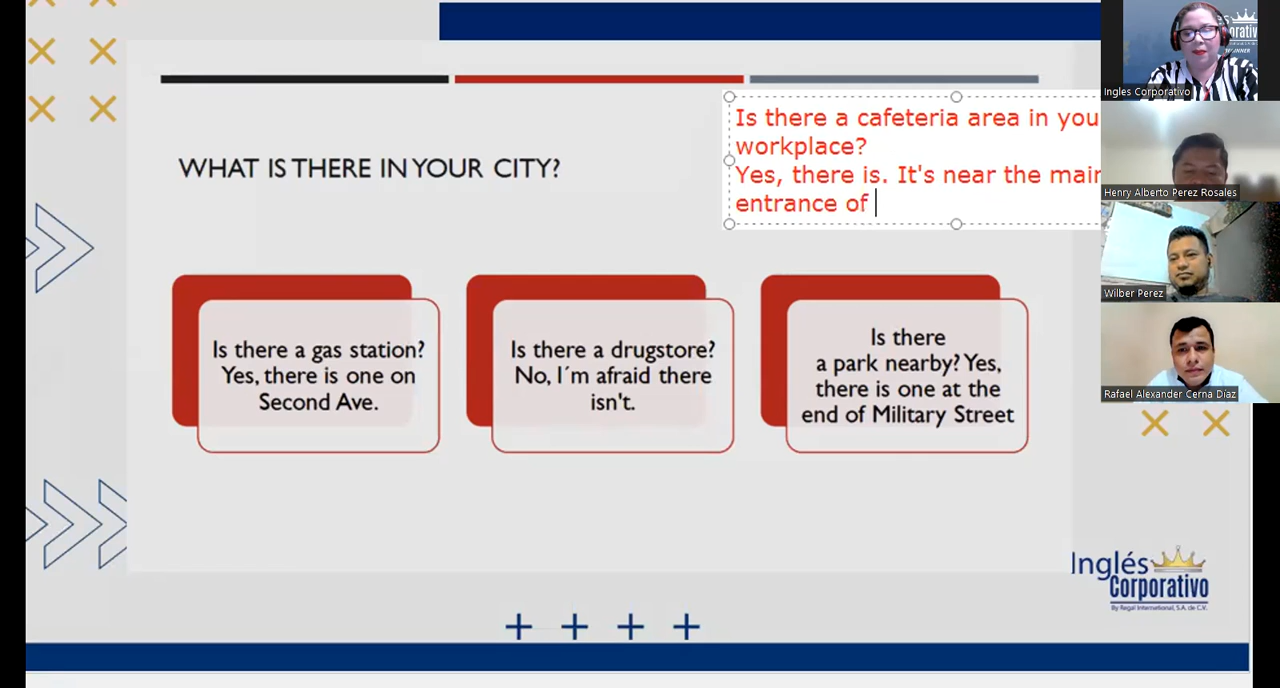 Is there a cafeteria area in you
workplace?
Yes, there is. It's near the main
entrance of
WHAT IS THERE IN YOUR CITY?
Is there a gas station?
Yes, there is one on
Second Ave.
Is there a drugstore?
No, I´m afraid there
isn't.
Is there
a park nearby? Yes,
there is one at the
end of Military Street
Ingles Corporativo
Henry Alberto Perez Rosales
Wilber Perez
Rafael Alexander Cerna Diaz
Inglés
Corporativo
By Regal International, S.A. de C.V.